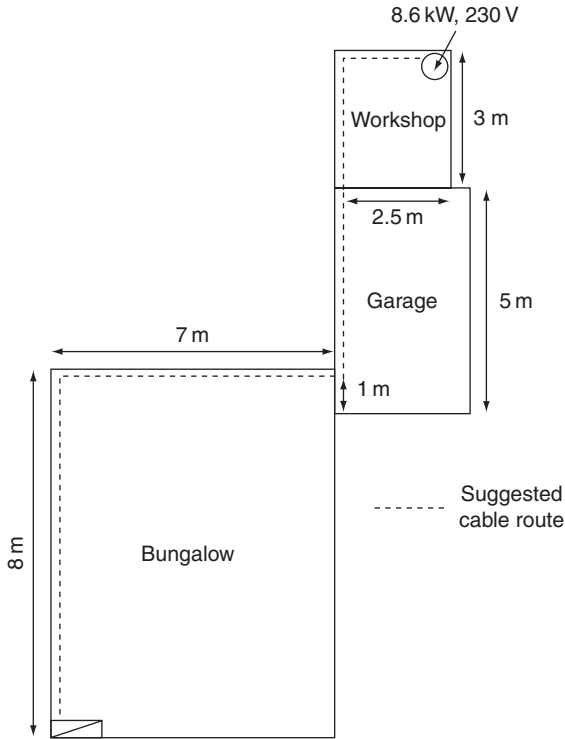 8.6 kW, 230 V
Workshop
3 m
2.5 m
Garage
5 m
7 m
1 m
Suggested
cable route
Bungalow
8 m